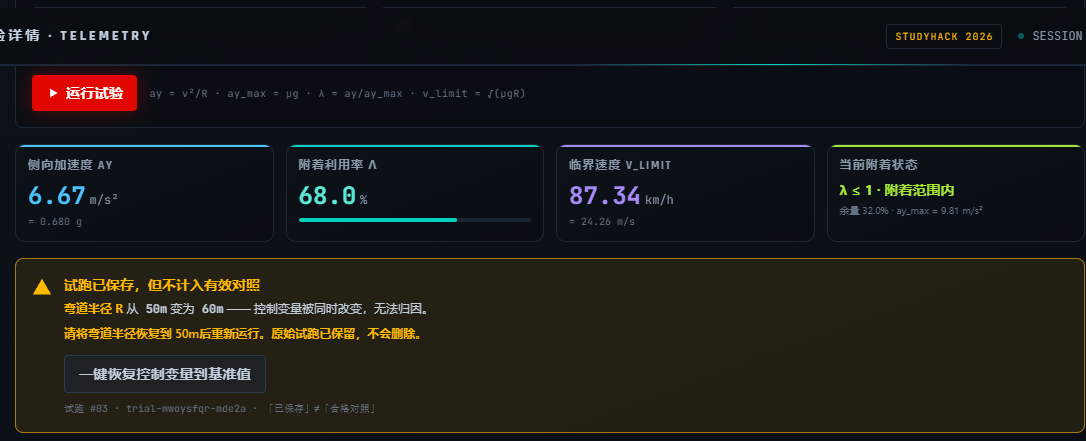 验详情 · TELEMETRY
STUDYHACK 2026
SESSION
运行试验
ay = v²/R · ay_max = μg · λ = ay/ay_max · v_limit = √(μgR)
侧向加速度 AY
6.67 m/s²
= 0.680 g
附着利用率 Λ
68.0 %
临界速度 V_LIMIT
87.34 km/h
= 24.26 m/s
当前附着状态
λ ≤ 1 · 附着范围内
余量 32.0% · ay_max = 9.81 m/s²
试跑已保存，但不计入有效对照
弯道半径 R 从 50m 变为 60m —— 控制变量被同时改变，无法归因。
请将弯道半径恢复到 50m后重新运行。原始试跑已保留，不会删除。
一键恢复控制变量到基准值
试跑 #03 · trial-mwoysfqr-mde2a · 「已保存」≠「合格对照」